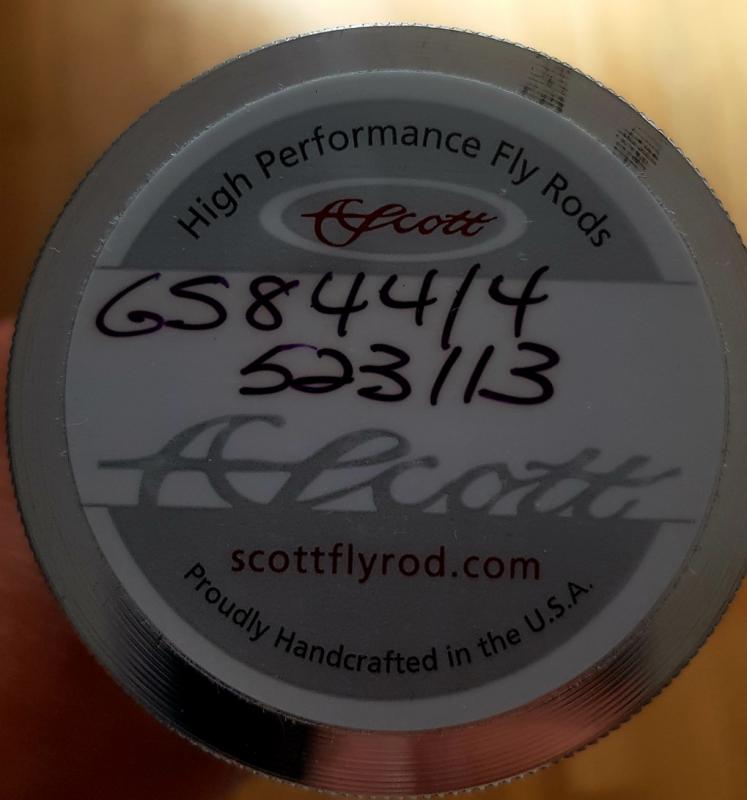 High Performance Fly Rods
Scott
GS844/4
523113
Scott
scottflyrod.com
Proudly Handcrafted in the U.S.A.